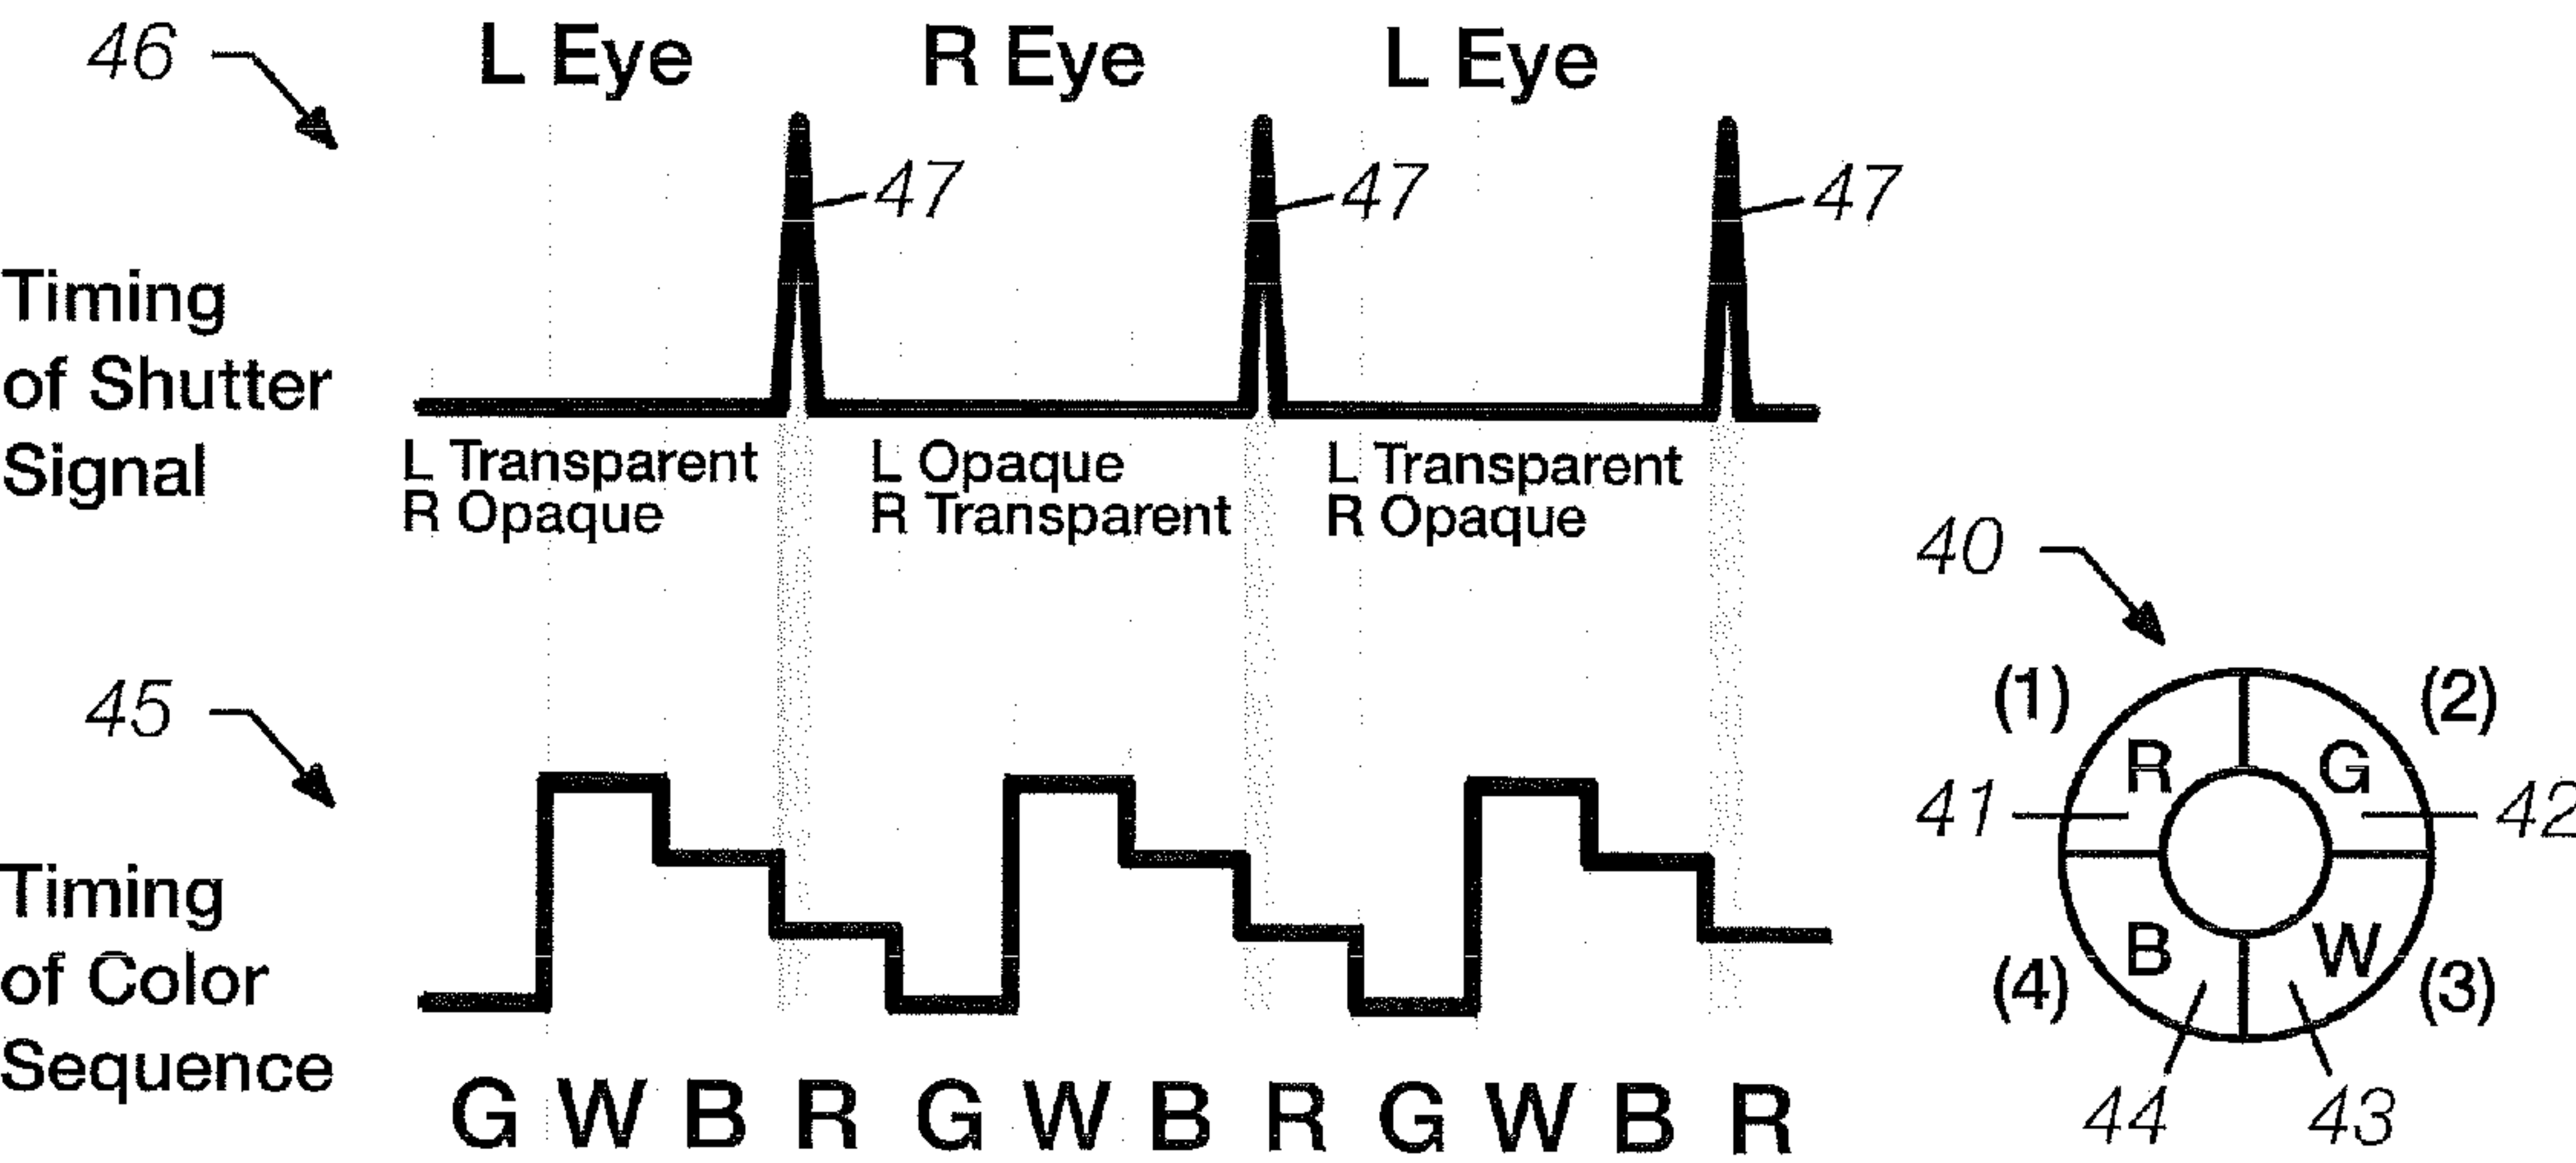 46
L Eye R Eye L Eye
47 47 47
Timing
of Shutter
Signal
L Transparent
R Opaque
L Opaque
R Transparent
L Transparent
R Opaque
40
45
(1) (2)
R G
41 42
B W
(4) (3)
44 43
Timing
of Color
Sequence
G W B R G W B R G W B R